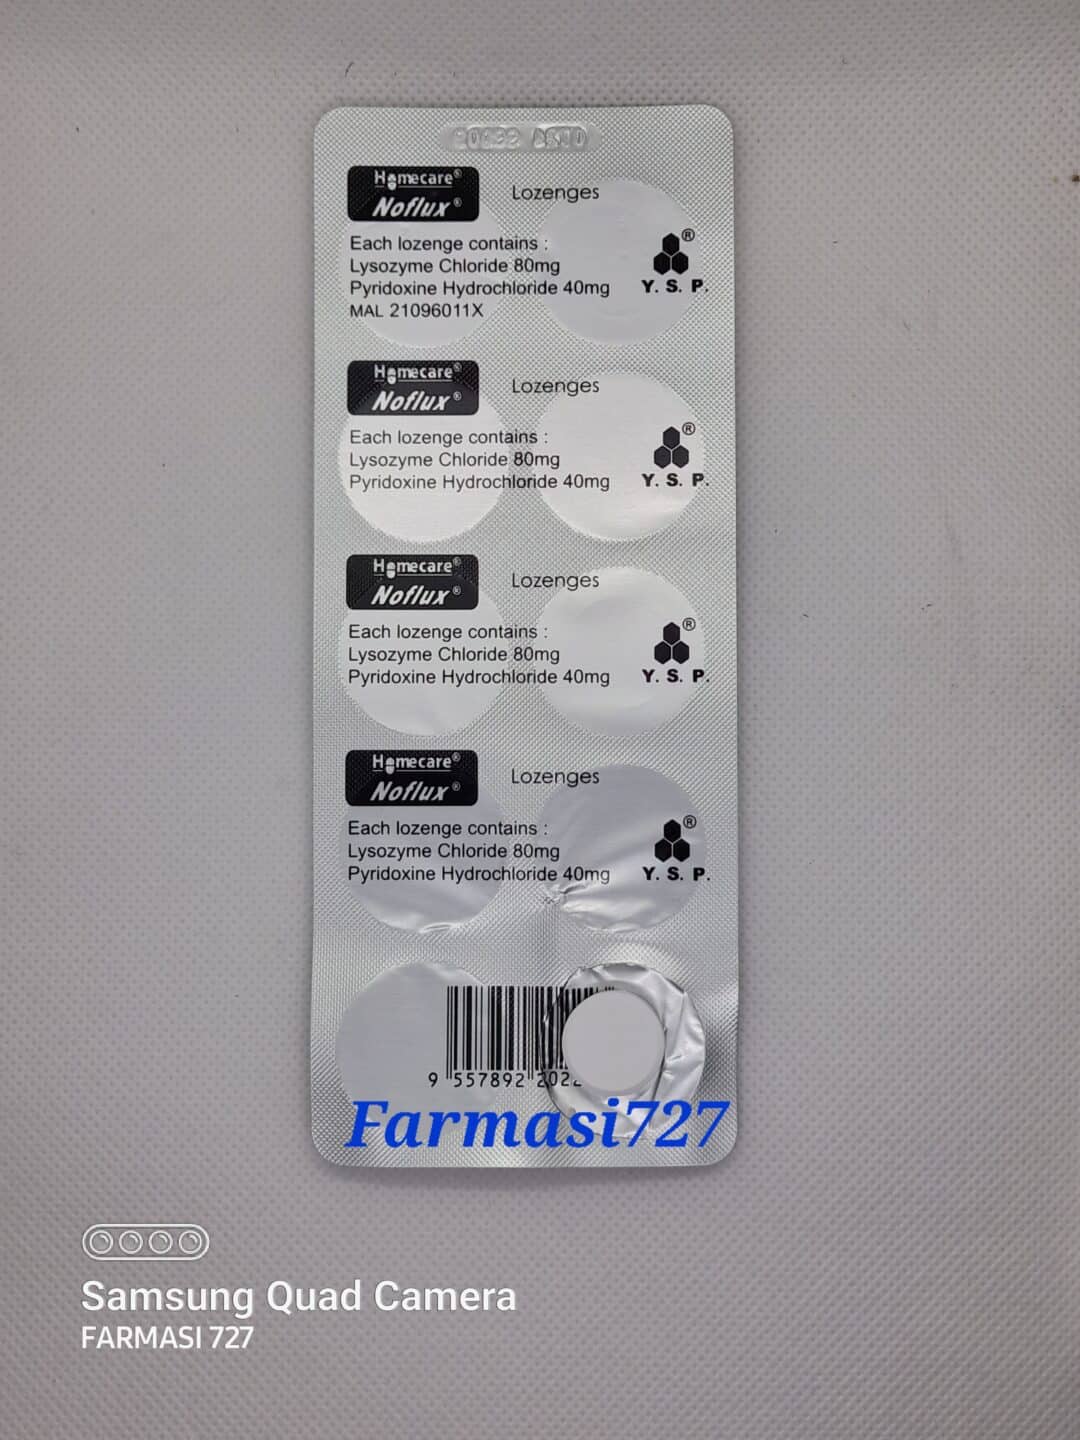 Homecare®
Noflux®
Lozenges
Each lozenge contains :
Lysozyme Chloride 80mg
Pyridoxine Hydrochloride 40mg
MAL 21096011X
®
Y. S. P.
Homecare®
Noflux®
Lozenges
Each lozenge contains :
Lysozyme Chloride 80mg
Pyridoxine Hydrochloride 40mg
®
Y. S. P.
Homecare®
Noflux®
Lozenges
Each lozenge contains :
Lysozyme Chloride 80mg
Pyridoxine Hydrochloride 40mg
®
Y. S. P.
Homecare®
Noflux®
Lozenges
Each lozenge contains :
Lysozyme Chloride 80mg
Pyridoxine Hydrochloride 40mg
®
Y. S. P.
9 557892 202
Farmasi727
Samsung Quad Camera
FARMASI 727